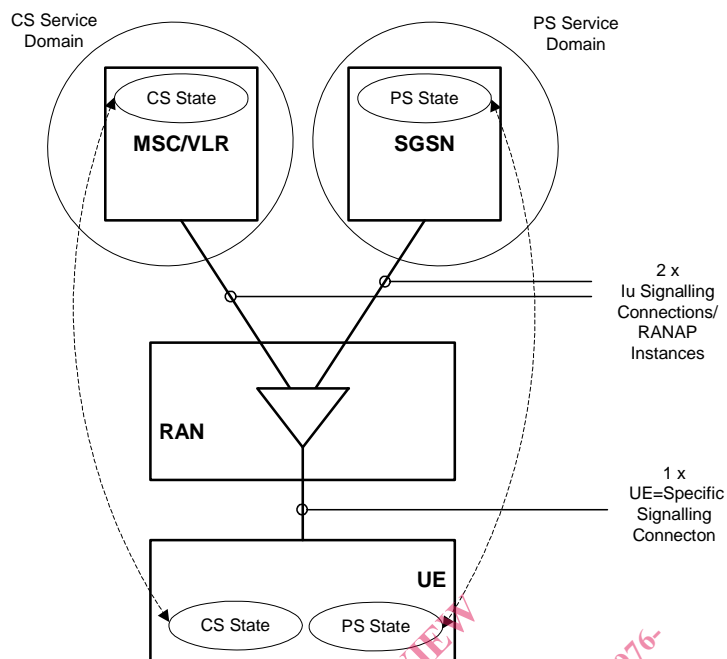 CS Service
Domain
PS Service
Domain
CS State
MSC/VLR
PS State
SGSN
2 x
Iu Signalling
Connections/
RANAP
Instances
RAN
1 x
UE=Specific
Signalling
Connecton
UE
CS State
PS State